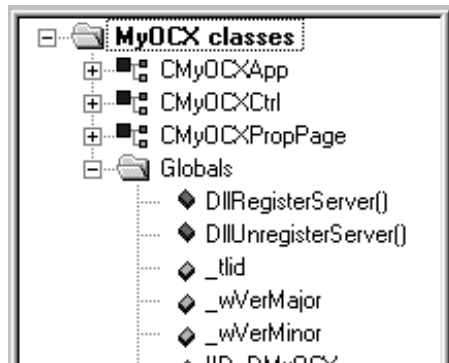 MyOCX classes
CMyOCXApp
CMyOCXCtrl
CMyOCXPropPage
Globals
DllRegisterServer()
DllUnregisterServer()
_tlid
_wVerMajor
_wVerMinor